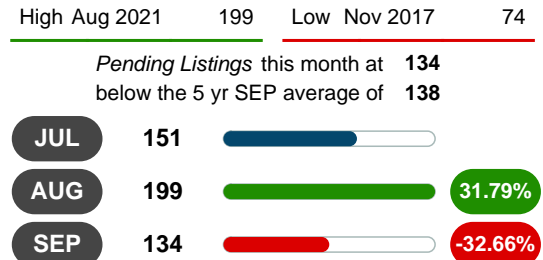 High Aug 2021 199 Low Nov 2017 74
Pending Listings this month at 134
below the 5 yr SEP average of 138
JUL 151
AUG 199 31.79%
SEP 134 -32.66%